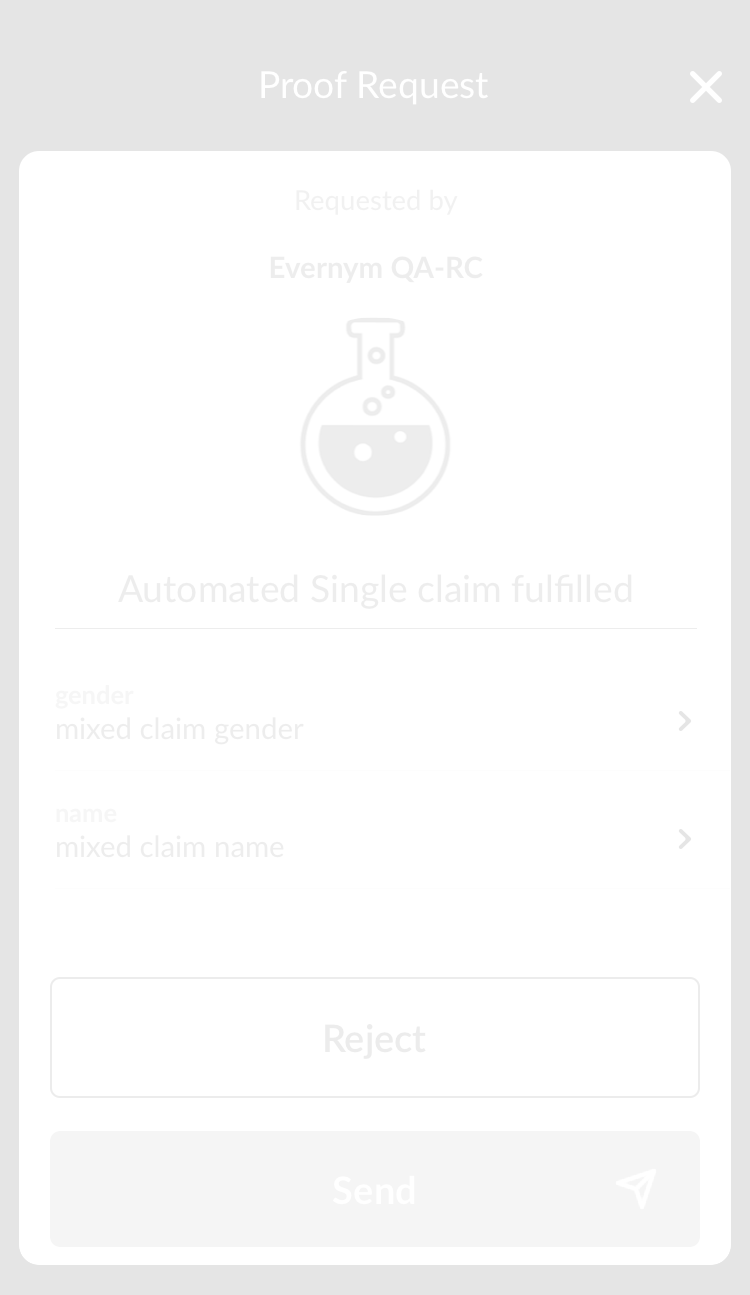 Proof Request
Requested by
Evernym QA-RC
Automated Single claim fulfilled
gender
mixed claim gender
name
mixed claim name
Reject
Send